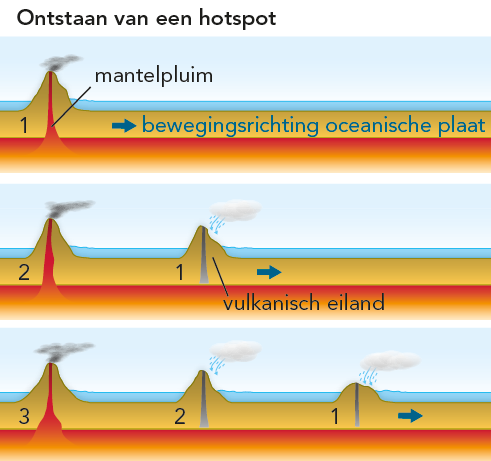 Ontstaan van een hotspot
mantelpluim
1
bewegingsrichting oceanische plaat
2
1
vulkanisch eiland
3
2
1